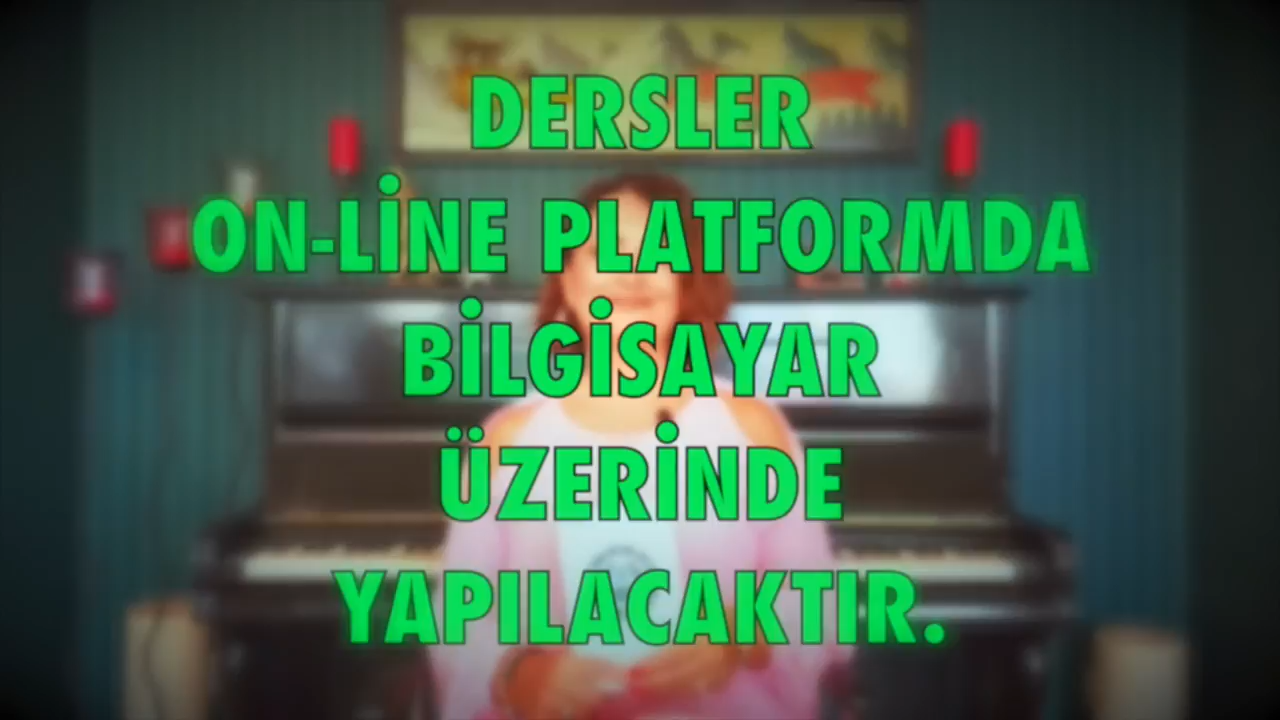 DERSLER
ON-LİNE PLATFORMDA
BİLGİSAYAR
ÜZERİNDE
YAPILACAKTIR.